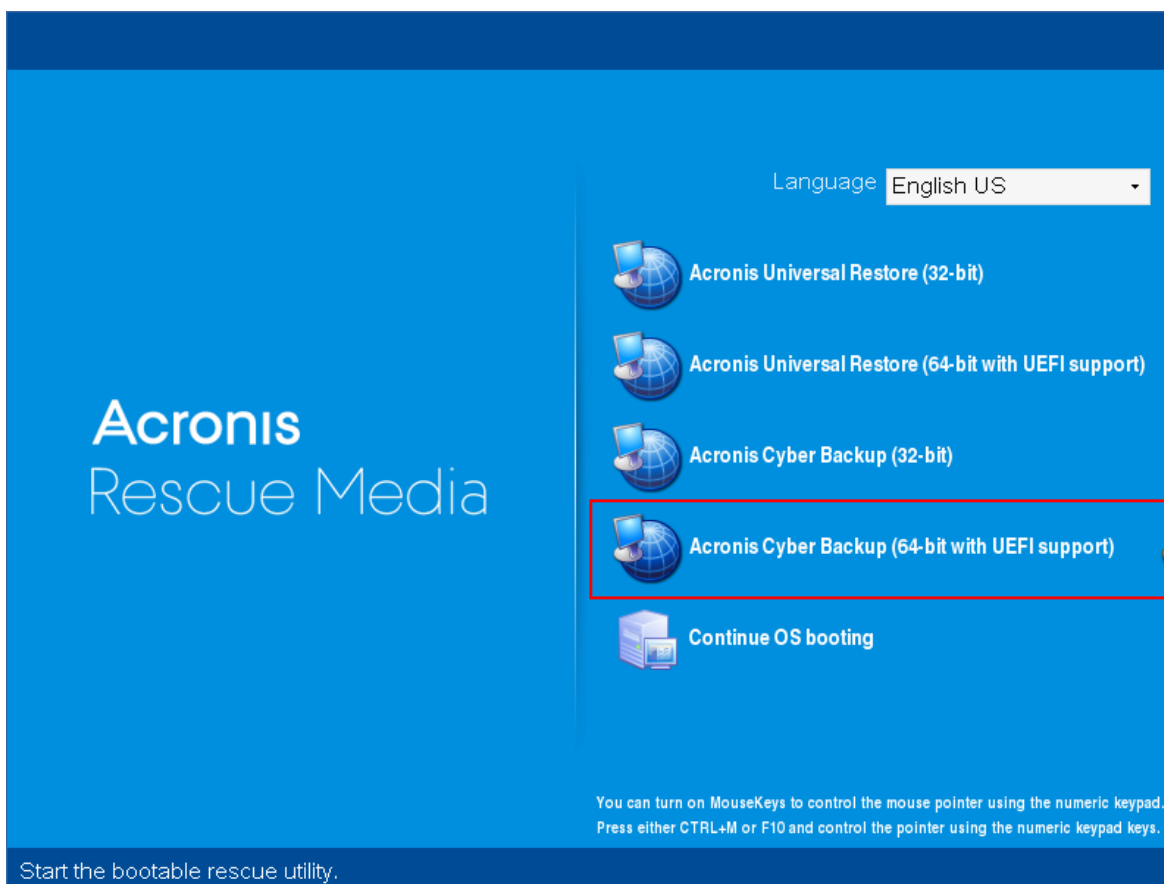 Language English US
Acronis Universal Restore (32-bit)
Acronis Universal Restore (64-bit with UEFI support)
Acronis
Rescue Media
Acronis Cyber Backup (32-bit)
Acronis Cyber Backup (64-bit with UEFI support)
Continue OS booting
You can turn on MouseKeys to control the mouse pointer using the numeric keypad.
Press either CTRL+M or F10 and control the pointer using the numeric keypad keys.
Start the bootable rescue utility.